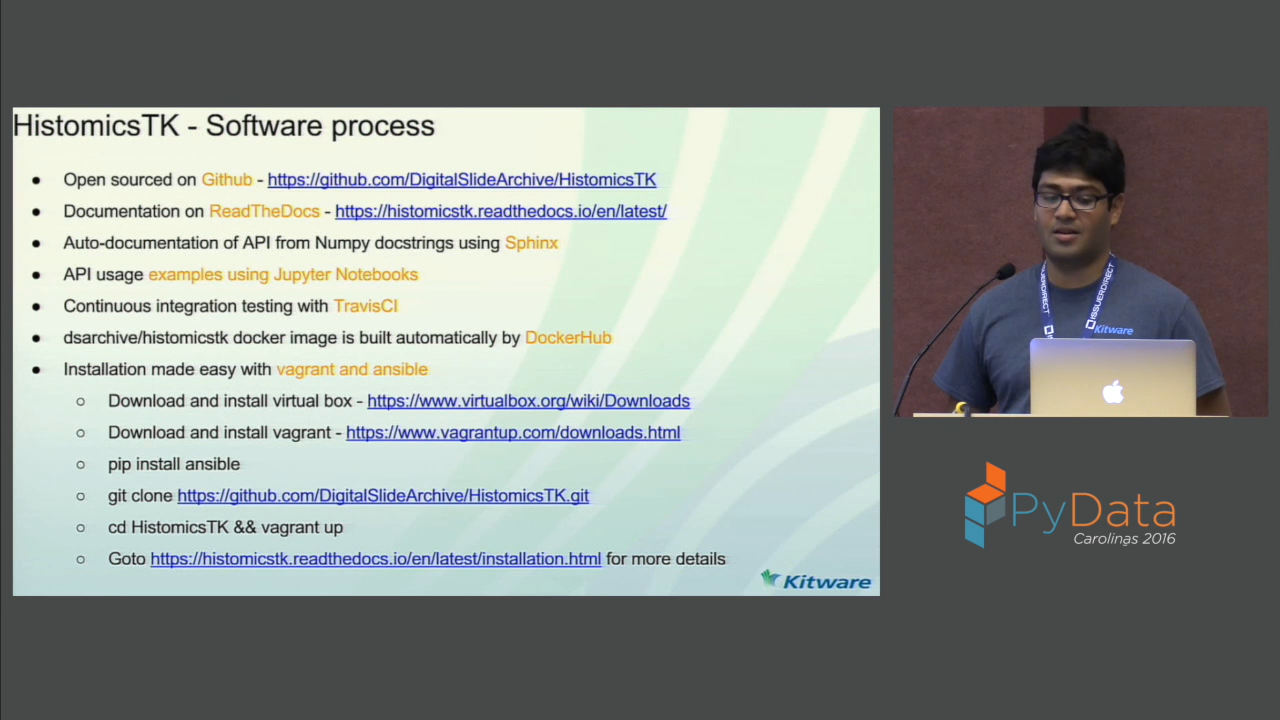 HistomicsTK - Software process
● Open sourced on Github - https://github.com/DigitalSlideArchive/HistomicsTK
● Documentation on ReadTheDocs - https://histomicstk.readthedocs.io/en/latest/
● Auto-documentation of API from Numpy docstrings using Sphinx
● API usage examples using Jupyter Notebooks
● Continuous integration testing with TravisCI
● dsarchive/histomicstk docker image is built automatically by DockerHub
● Installation made easy with vagrant and ansible
○ Download and install virtual box - https://www.virtualbox.org/wiki/Downloads
○ Download and install vagrant - https://www.vagrantup.com/downloads.html
○ pip install ansible
○ git clone https://github.com/DigitalSlideArchive/HistomicsTK.git
○ cd HistomicsTK && vagrant up
○ Goto https://histomicstk.readthedocs.io/en/latest/installation.html for more details
Kitware
ISSUERDIRECT
Kitware
PyData
Carolinas 2016